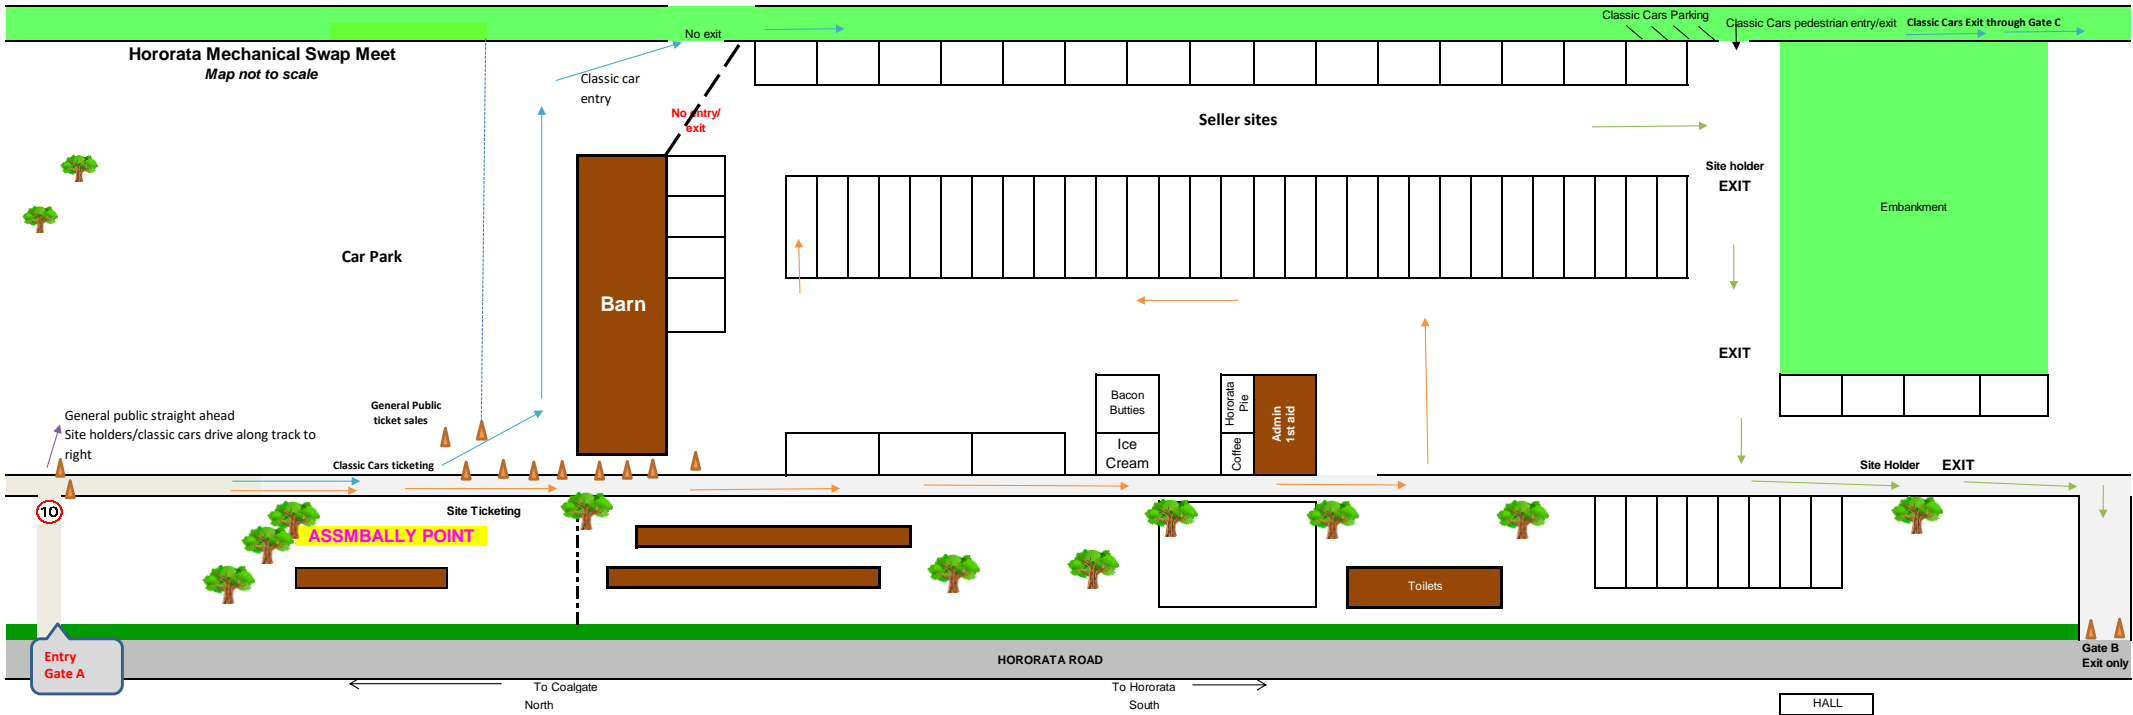 Classic Cars Parking
Classic Cars pedestrian entry/exit
Classic Cars Exit through Gate C
No exit
Hororata Mechanical Swap Meet
Map not to scale
Classic car
entry
No entry/
exit
Seller sites
Site holder
EXIT
Embankment
Car Park
Barn
EXIT
General public straight ahead
Site holders/classic cars drive along track to
right
General Public
ticket sales
Classic Cars ticketing
Bacon
Butties
Ice
Cream
Hororata
Pie
Coffee
Admin
1st aid
Site Holder
EXIT
10
Site Ticketing
ASSMBALLY POINT
Toilets
Entry
Gate A
HORORATA ROAD
Gate B
Exit only
To Coalgate
North
To Hororata
South
HALL